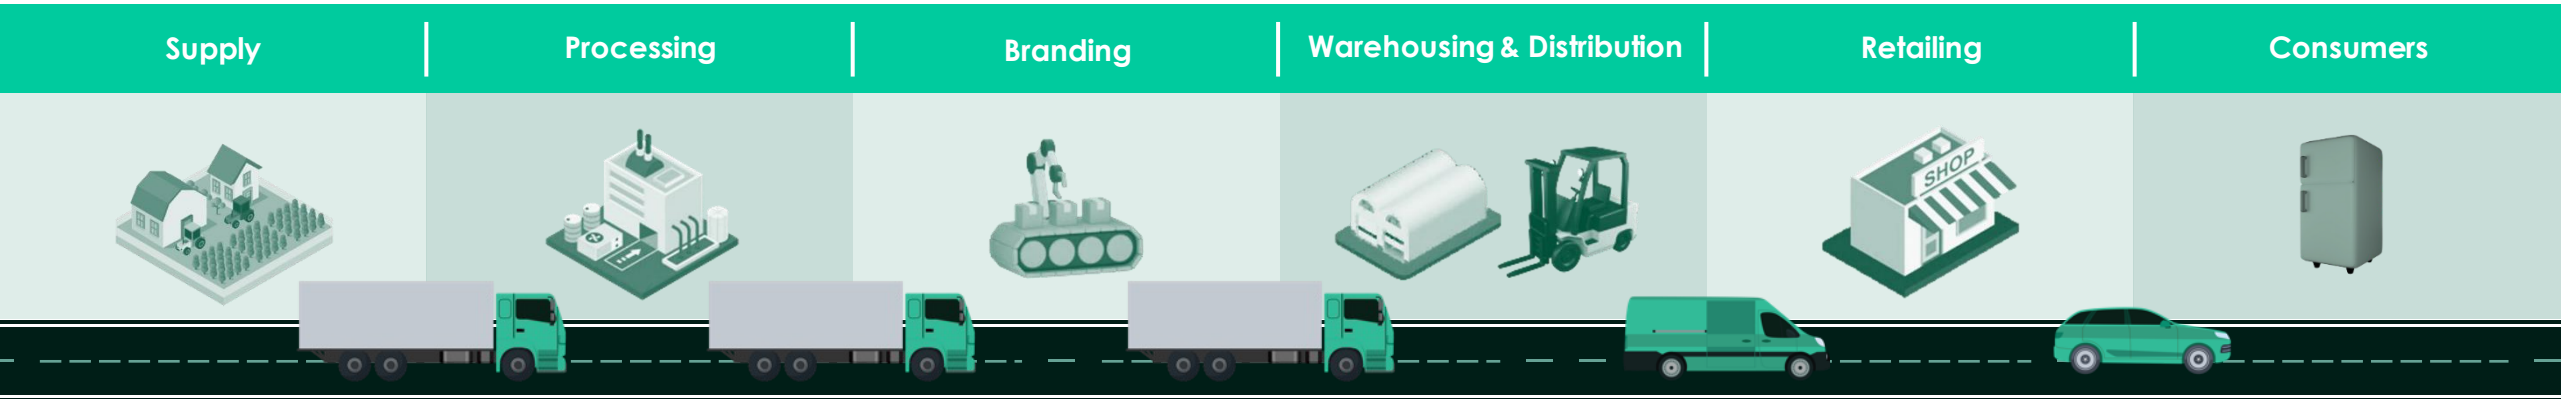 Supply
Processing
Branding
Warehousing & Distribution
Retailing
Consumers
SHOP